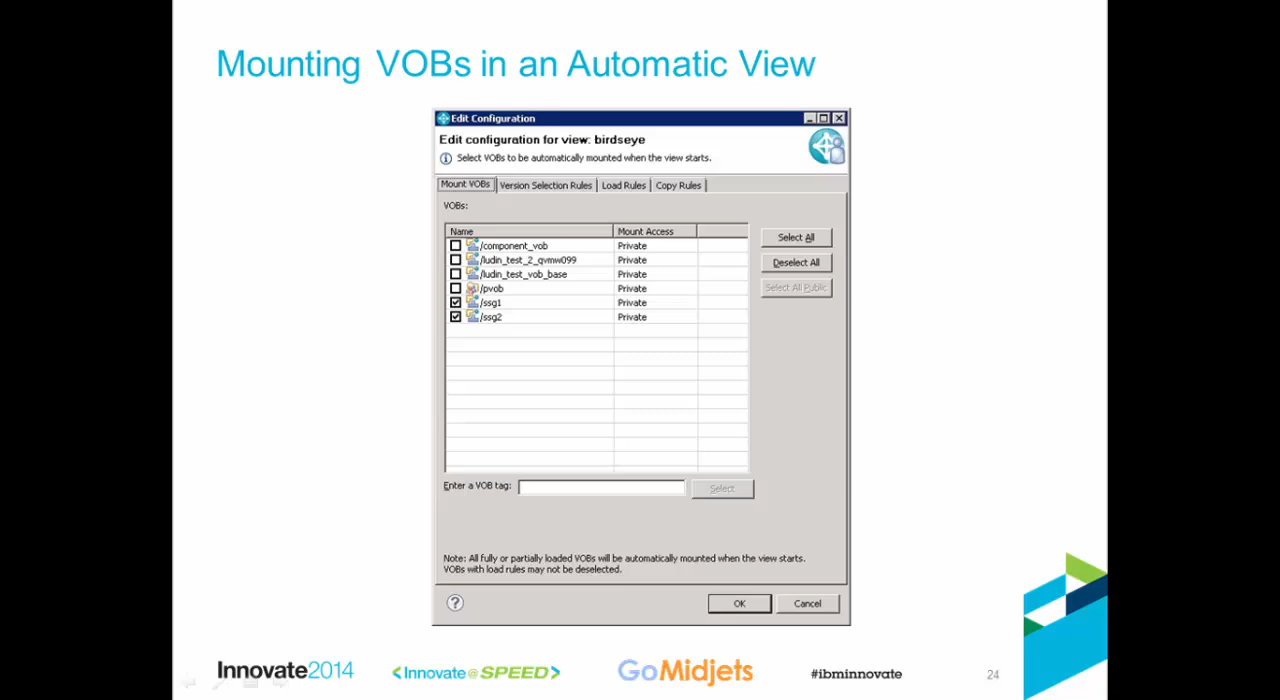 Mounting VOBs in an Automatic View
Edit Configuration
Edit configuration for view: birdseye
Select VOBs to be automatically mounted when the view starts.
Mount VOBs Version Selection Rules Load Rules Copy Rules
VOBs:
Name Mount Access
/component_vob Private
/ludin_test_2_qvmw099 Private
/ludin_test_vob_base Private
/pvob Private
/ssg1 Private
/ssg2 Private
Select All
Deselect All
Select All Public
Enter a VOB tag: Select
Note: All fully or partially loaded VOBs will be automatically mounted when the view starts.
VOBs with load rules may not be deselected.
? OK Cancel
Innovate2014 <Innovate@SPEED> GoMidjets #ibminnovate 24